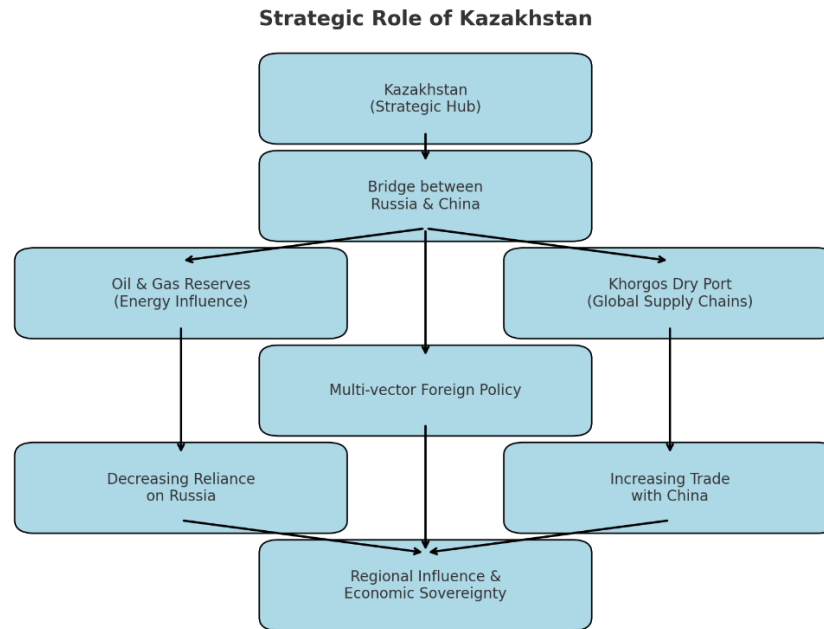 Strategic Role of Kazakhstan
Kazakhstan
(Strategic Hub)
Bridge between
Russia & China
Oil & Gas Reserves
(Energy Influence)
Khorgos Dry Port
(Global Supply Chains)
Multi-vector Foreign Policy
Decreasing Reliance
on Russia
Increasing Trade
with China
Regional Influence &
Economic Sovereignty